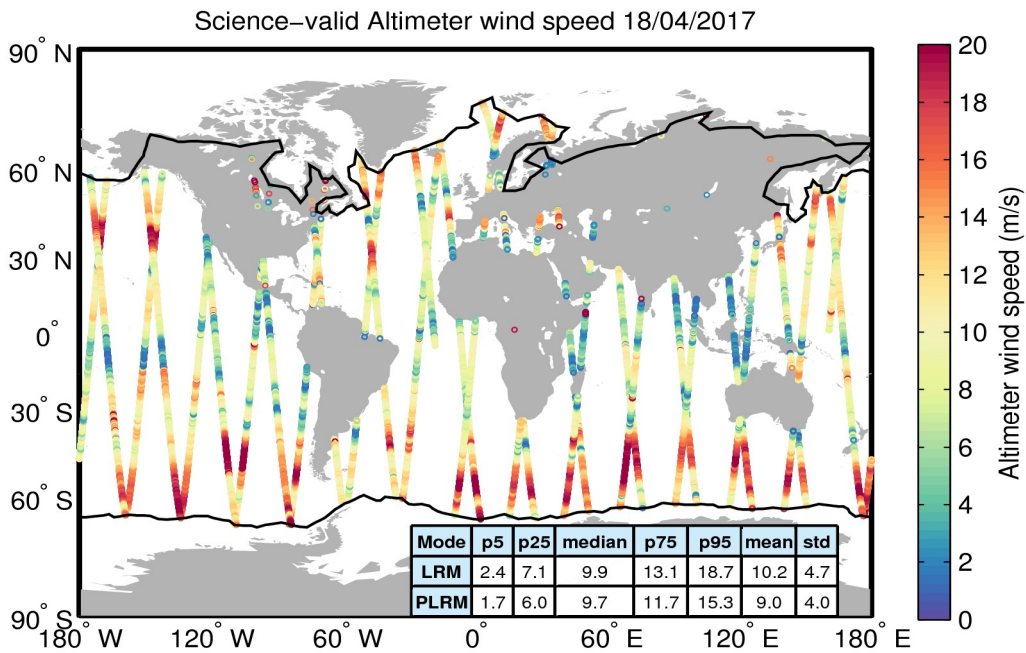 Science−valid Altimeter wind speed 18/04/2017
90° N
60° N
30° N
0°
30° S
60° S
90° S
180° W
120° W
60° W
0°
60° E
120° E
180° E
Mode p5 p25 median p75 p95 mean std
LRM 2.4 7.1 9.9 13.1 18.7 10.2 4.7
PLRM 1.7 6.0 9.7 11.7 15.3 9.0 4.0
20
18
16
14
12
10
8
6
4
2
0
Altimeter wind speed (m/s)